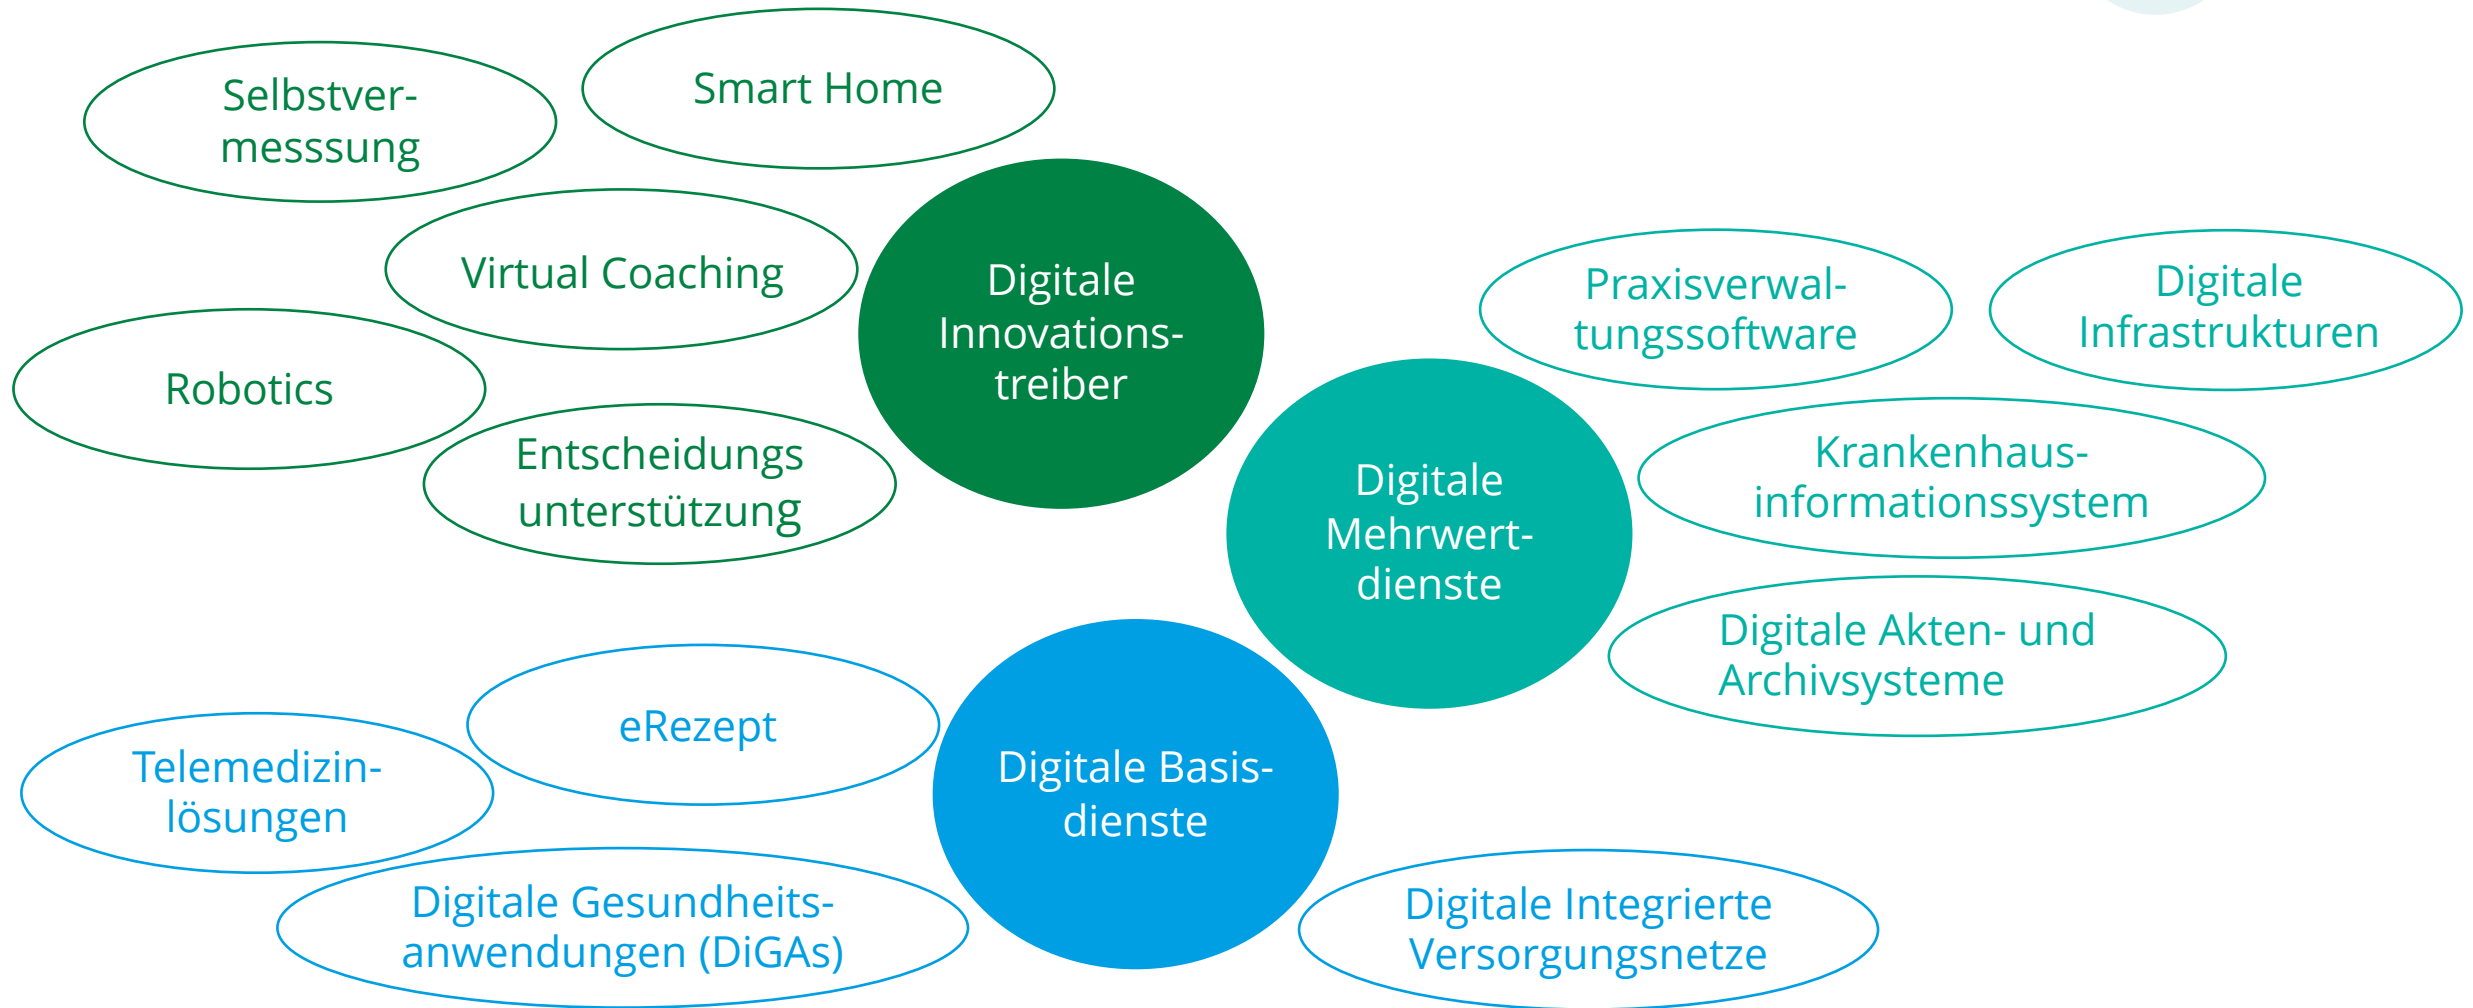 Selbstver-
messsung
Smart Home
Virtual Coaching
Robotics
Entscheidungs
unterstützung
Digitale
Innovations-
treiber
Praxisverwal-
tungssoftware
Digitale
Infrastrukturen
Krankenhaus-
informationssystem
Digitale
Mehrwert-
dienste
Digitale Akten- und
Archivsysteme
eRezept
Telemedizin-
lösungen
Digitale Basis-
dienste
Digitale Gesundheits-
anwendungen (DiGAs)
Digitale Integrierte
Versorgungsnetze